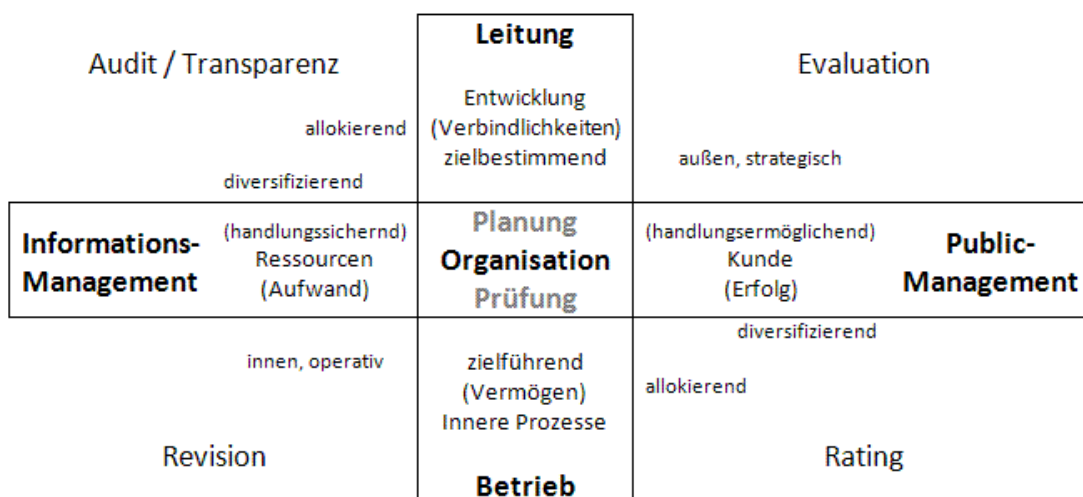 Leitung
Audit / Transparenz
Evaluation
Entwicklung
(Verbindlichkeiten)
zielbestimmend
allokierend
außen, strategisch
diversifizierend
Informations-
Management
(handlungssichernd)
Ressourcen
(Aufwand)
Planung
Organisation
Prüfung
(handlungsermöglichend)
Kunde
(Erfolg)
Public-
Management
diversifizierend
innen, operativ
zielführend
(Vermögen)
Innere Prozesse
allokierend
Revision
Rating
Betrieb